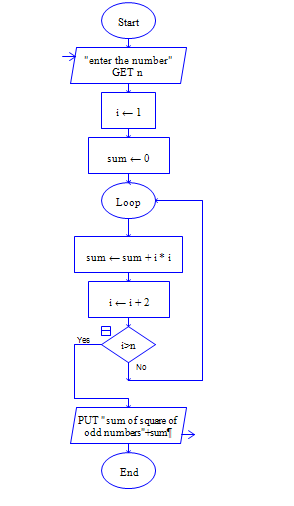 Start
"enter the number"
GET n
i ← 1
sum ← 0
Loop
sum ← sum + i * i
i ← i + 2
Yes
i>n
No
PUT "sum of square of
odd numbers"+sum¶
End